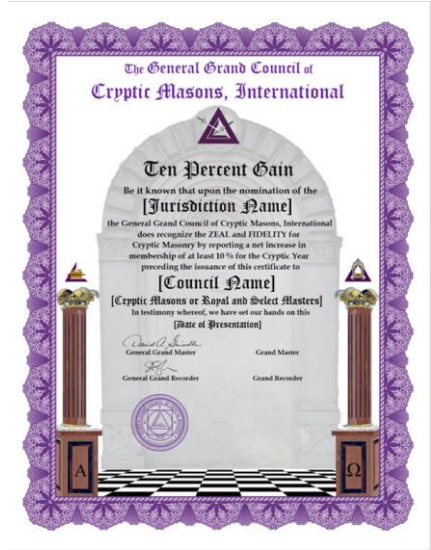 The General Grand Council of
Cryptic Masons, International
Ten Percent Gain
Be it known that upon the nomination of the
[Jurisdiction Name]
the General Grand Council of Cryptic Masons, International
does recognize the ZEAL and FIDELITY for
Cryptic Masonry by reporting a net increase in
membership of at least 10 % for the Cryptic Year
preceding the issuance of this certificate to
[Council Name]
[Cryptic Masons or Royal and Select Masters]
In testimony whereof, we have set our hands on this
[Date of Presentation]
General Grand Master Grand Master
General Grand Recorder Grand Recorder
Α Ω